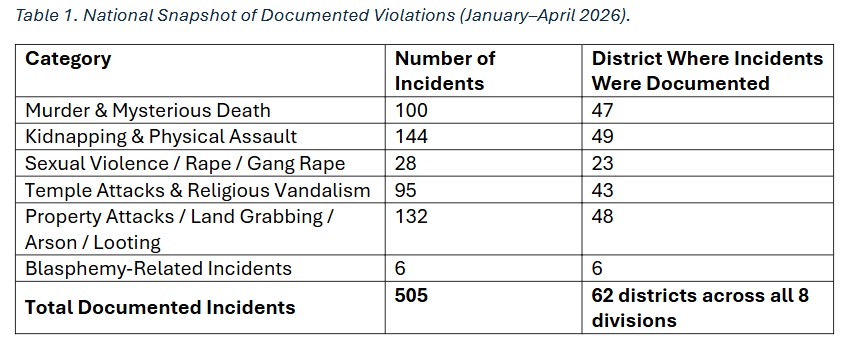 Table 1. National Snapshot of Documented Violations (January–April 2026).
Category Number of Incidents District Where Incidents Were Documented
Murder & Mysterious Death 100 47
Kidnapping & Physical Assault 144 49
Sexual Violence / Rape / Gang Rape 28 23
Temple Attacks & Religious Vandalism 95 43
Property Attacks / Land Grabbing / Arson / Looting 132 48
Blasphemy-Related Incidents 6 6
Total Documented Incidents 505 62 districts across all 8 divisions